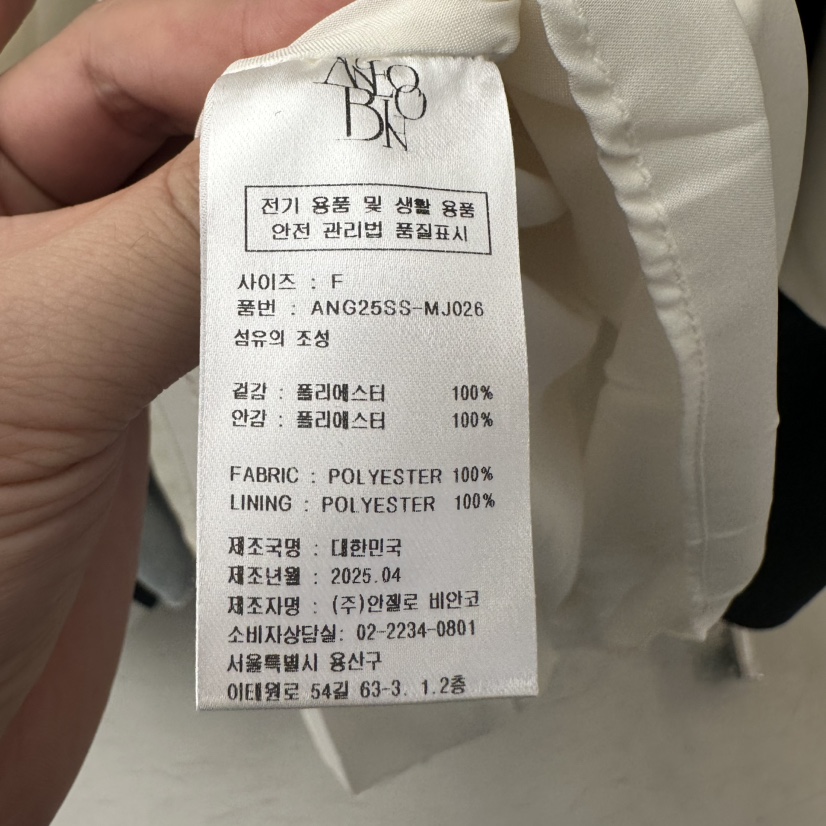 전기 용품 및 생활 용품
안전 관리법 품질표시
사이즈 : F
품번 : ANG25SS-MJ026
섬유의 조성
겉감 : 폴리에스터 100%
안감 : 폴리에스터 100%
FABRIC : POLYESTER 100%
LINING : POLYESTER 100%
제조국명 : 대한민국
제조년월 : 2025.04
제조자명 : (주)안젤로 비안코
소비자상담실: 02-2234-0801
서울특별시 용산구
이태원로 54길 63-3. 1.2층